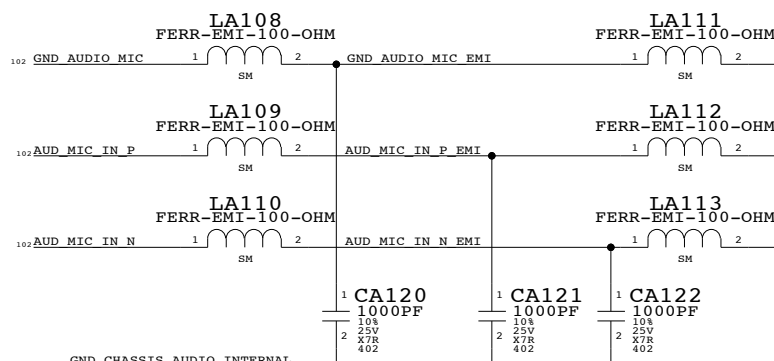 LA108 LA111
FERR-EMI-100-OHM FERR-EMI-100-OHM
102 GND_AUDIO_MIC 1 2 GND_AUDIO_MIC_EMI 1 2
SM SM
LA109 LA112
FERR-EMI-100-OHM FERR-EMI-100-OHM
102 AUD_MIC_IN_P 1 2 AUD_MIC_IN_P_EMI 1 2
SM SM
LA110 LA113
FERR-EMI-100-OHM FERR-EMI-100-OHM
102 AUD_MIC_IN_N 1 2 AUD_MIC_IN_N_EMI 1 2
SM SM
1 CA120 1 CA121 1 CA122
1000PF 1000PF 1000PF
10% 10% 10%
25V 25V 25V
2 X7R 2 X7R 2 X7R
402 402 402
GND_CHASSIS_AUDIO_INTERNAL